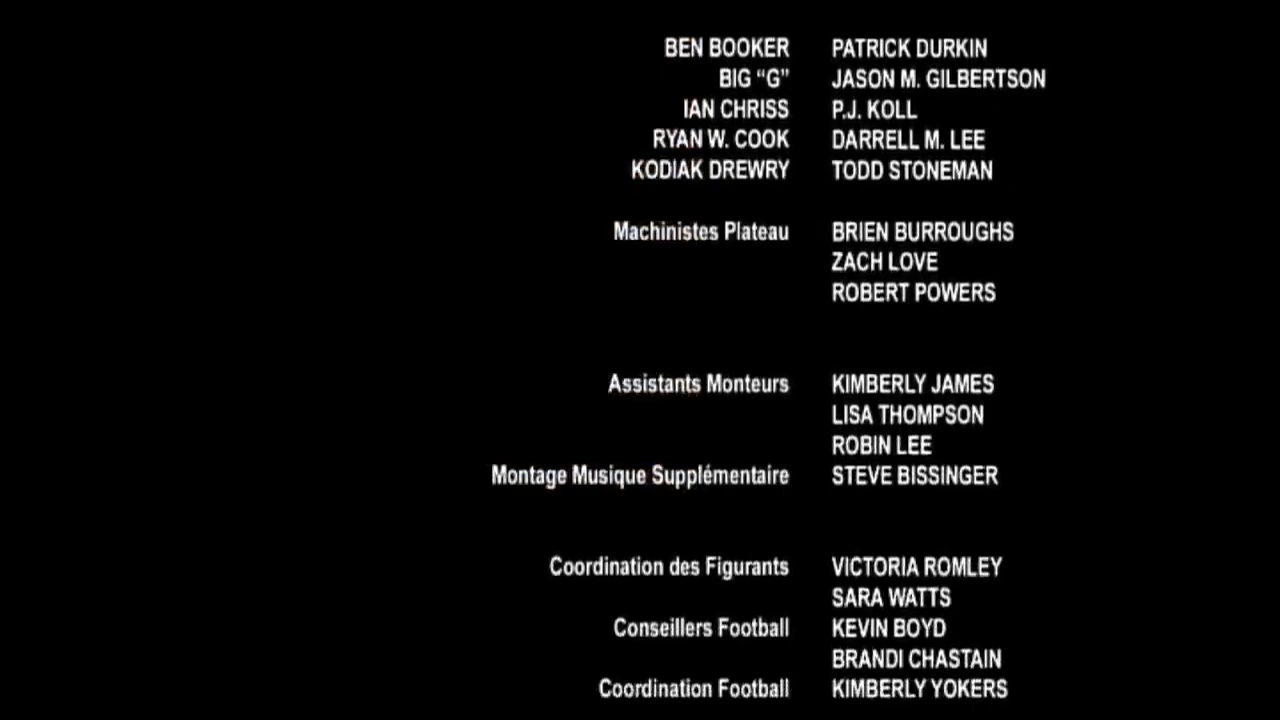 BEN BOOKER PATRICK DURKIN
BIG “G” JASON M. GILBERTSON
IAN CHRISS P.J. KOLL
RYAN W. COOK DARRELL M. LEE
KODIAK DREWRY TODD STONEMAN
Machinistes Plateau BRIEN BURROUGHS
ZACH LOVE
ROBERT POWERS
Assistants Monteurs KIMBERLY JAMES
LISA THOMPSON
ROBIN LEE
Montage Musique Supplémentaire STEVE BISSINGER
Coordination des Figurants VICTORIA ROMLEY
SARA WATTS
Conseillers Football KEVIN BOYD
BRANDI CHASTAIN
Coordination Football KIMBERLY YOKERS